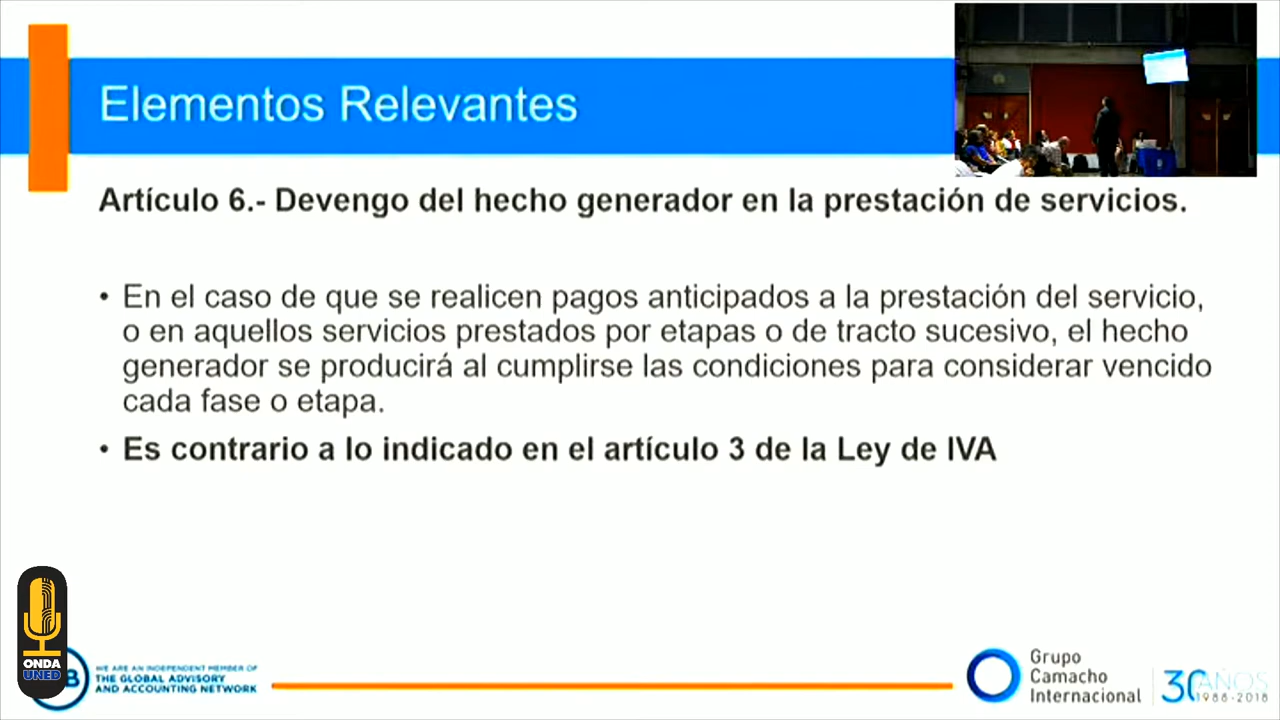 Elementos Relevantes
Artículo 6.- Devengo del hecho generador en la prestación de servicios.
• En el caso de que se realicen pagos anticipados a la prestación del servicio,
o en aquellos servicios prestados por etapas o de tracto sucesivo, el hecho
generador se producirá al cumplirse las condiciones para considerar vencido
cada fase o etapa.
• Es contrario a lo indicado en el artículo 3 de la Ley de IVA
ONDA
UNED
B
WE ARE AN INDEPENDENT MEMBER OF
THE GLOBAL ADVISORY
AND ACCOUNTING NETWORK
Grupo
Camacho
Internacional
30 AÑOS
1988-2018